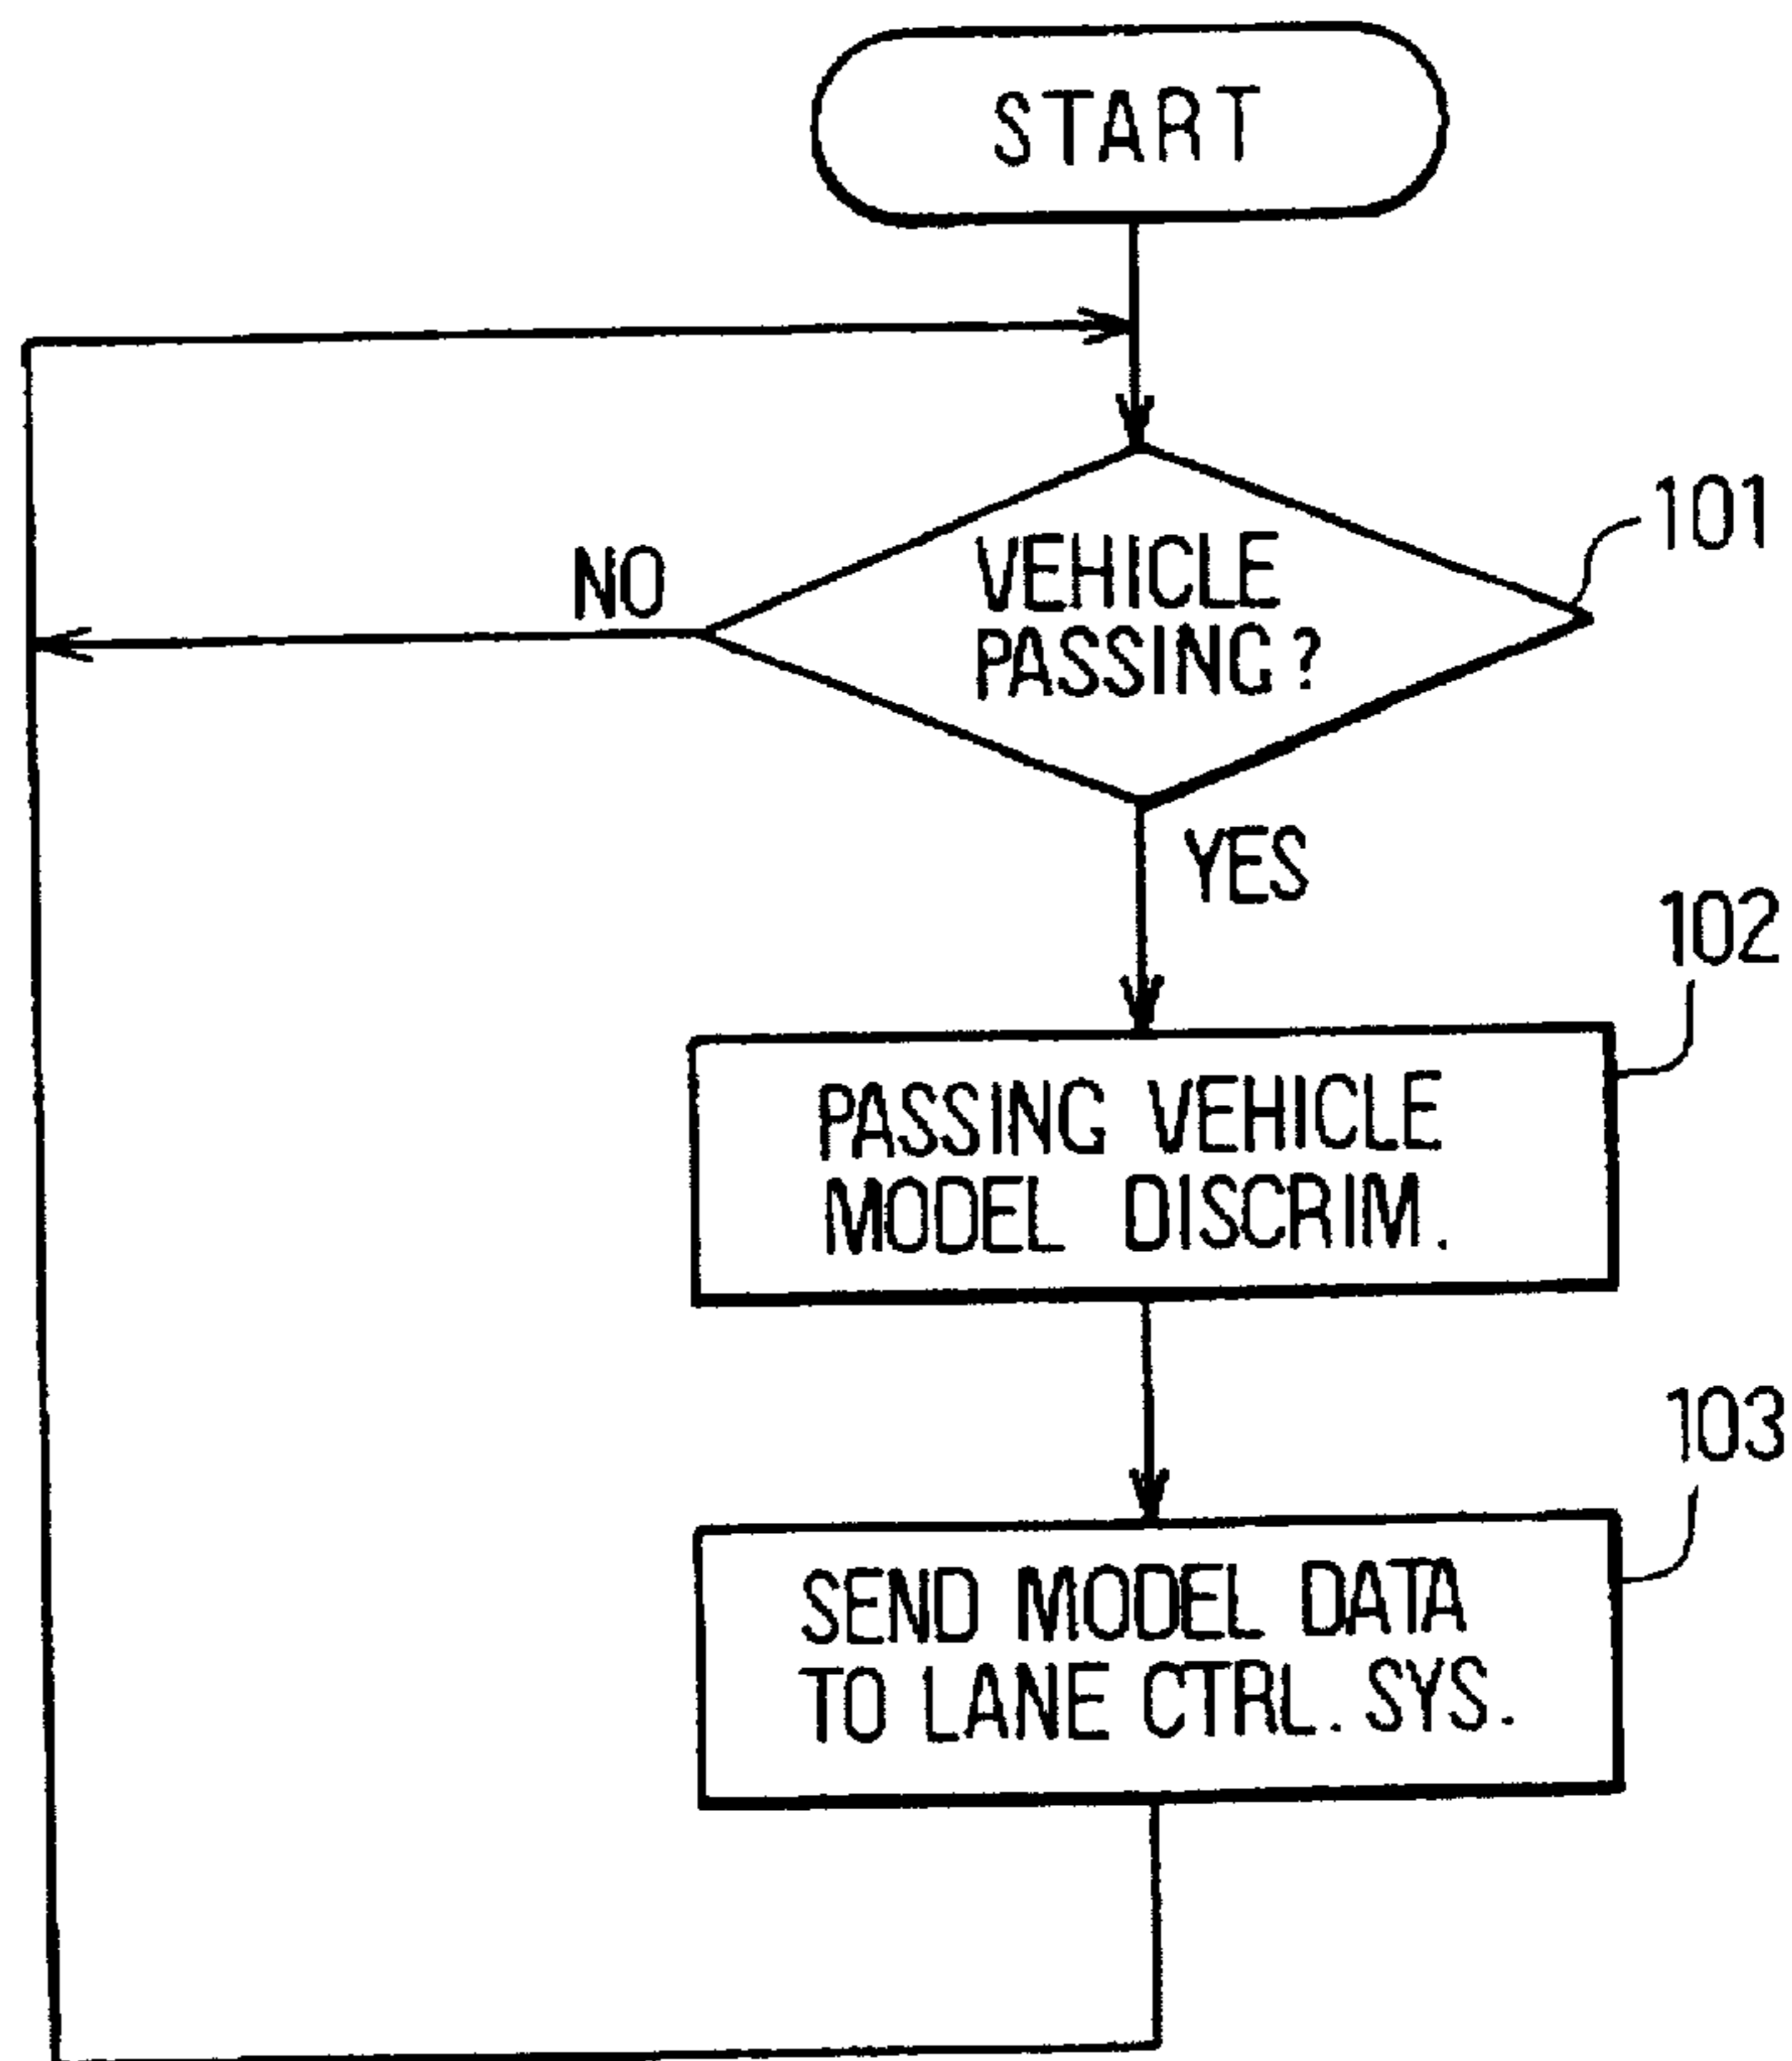 START
101
NO
VEHICLE
PASSING?
YES
102
PASSING VEHICLE
MODEL DISCRIM.
103
SEND MODEL DATA
TO LANE CTRL. SYS.